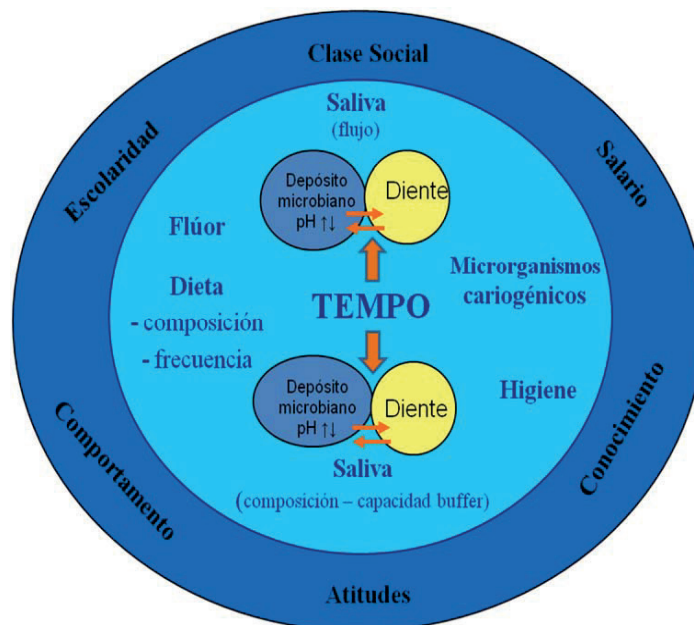 Clase Social
Escolaridad
Salario
Saliva
(flujo)
Depósito
microbiano
pH ↑↓
Diente
Flúor
Microrganismos
cariogénicos
Dieta
- composición
- frecuencia
TEMPO
Depósito
microbiano
pH ↑↓
Diente
Higiene
Saliva
(composición – capacidad buffer)
Comportamento
Conocimiento
Atitudes